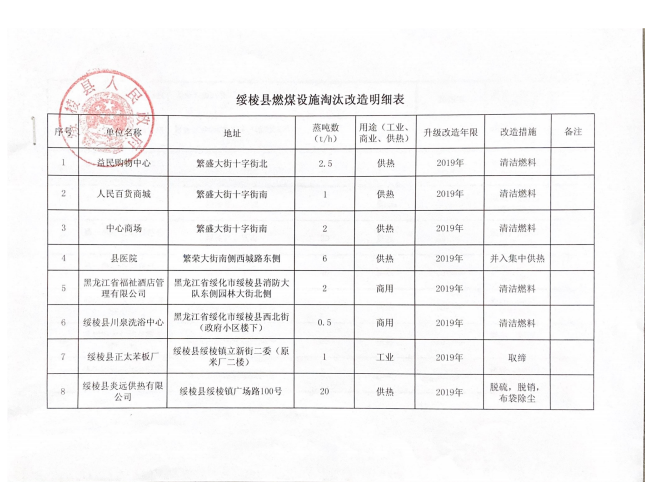 绥棱县人民政府
绥棱县燃煤设施淘汰改造明细表
序号 单位名称 地址 蒸吨数（t/h） 用途（工业、商业、供热） 升级改造年限 改造措施 备注
1 益民购物中心 繁盛大街十字街北 2.5 供热 2019年 清洁燃料
2 人民百货商城 繁盛大街十字街南 1 供热 2019年 清洁燃料
3 中心商场 繁盛大街十字街南 2 供热 2019年 清洁燃料
4 县医院 繁荣大街南侧西城路东侧 6 供热 2019年 并入集中供热
5 黑龙江省福祉酒店管理有限公司 黑龙江省绥化市绥棱县消防大队东侧园林大街北侧 2 商用 2019年 清洁燃料
6 绥棱县川泉洗浴中心 黑龙江省绥化市绥棱县西北街（政府小区楼下） 0.5 商用 2019年 清洁燃料
7 绥棱县正太苯板厂 绥棱县绥棱镇立新街二委（原米厂二楼） 1 工业 2019年 取缔
8 绥棱县炎远供热有限公司 绥棱县绥棱镇广场路100号 20 供热 2019年 脱硫，脱销，布袋除尘